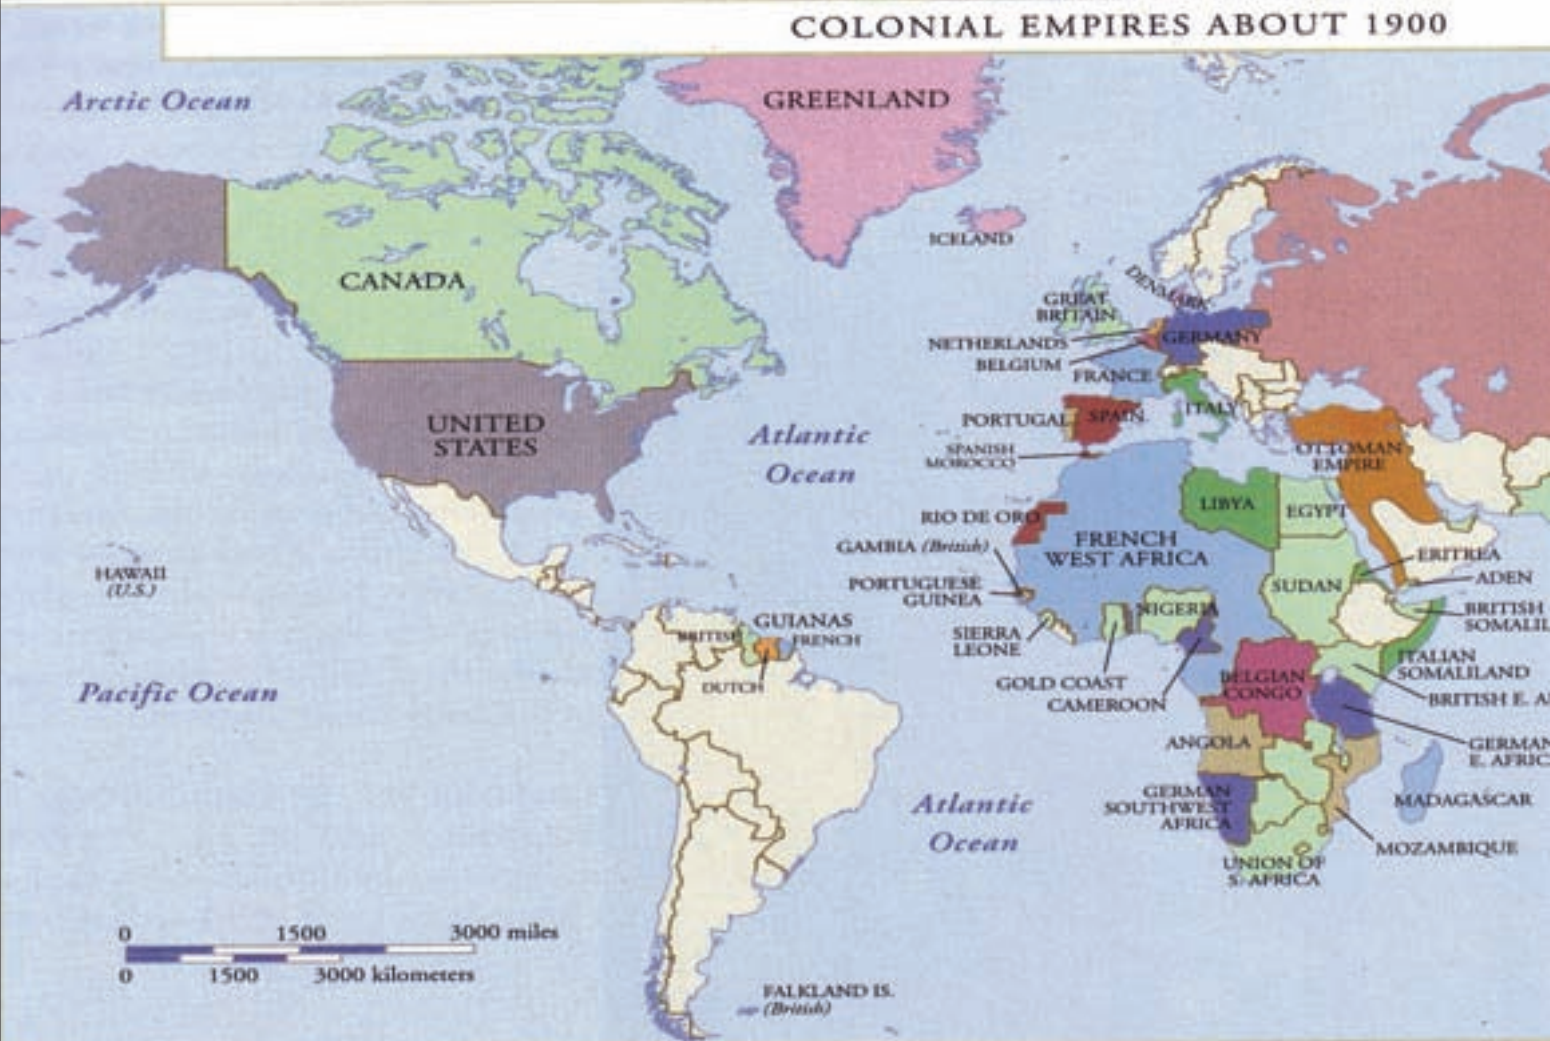 COLONIAL EMPIRES ABOUT 1900
Arctic Ocean
GREENLAND
ICELAND
CANADA
DENMARK
GREAT
BRITAIN
NETHERLANDS
BELGIUM
GERMANY
FRANCE
UNITED
STATES
Atlantic
Ocean
PORTUGAL
SPAIN
ITALY
SPANISH
MOROCCO
OTTOMAN
EMPIRE
RIO DE ORO
LIBYA
EGYPT
GAMBIA (British)
FRENCH
WEST AFRICA
ERITREA
HAWAII
(U.S.)
PORTUGUESE
GUINEA
SUDAN
ADEN
NIGERIA
BRITISH
SOMALIL
GUIANAS
BRITISH
FRENCH
DUTCH
SIERRA
LEONE
GOLD COAST
CAMEROON
BELGIAN
CONGO
ITALIAN
SOMALILAND
BRITISH E. A
Pacific Ocean
ANGOLA
GERMAN
E. AFRIC
GERMAN
SOUTHWEST
AFRICA
MADAGASCAR
Atlantic
Ocean
MOZAMBIQUE
UNION OF
S. AFRICA
0 1500 3000 miles
0 1500 3000 kilometers
FALKLAND IS.
(British)